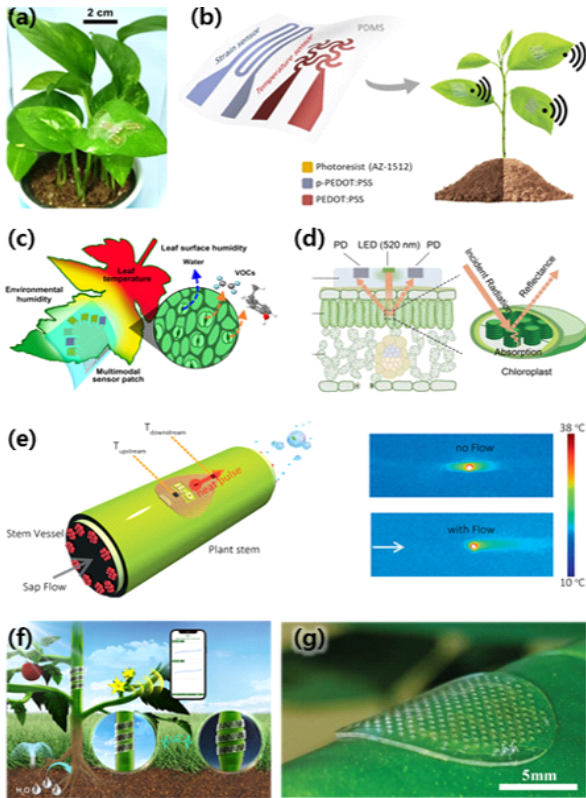 (a)
2 cm
(b)
Strain sensor
Temperature sensor
PDMS
Photoresist (AZ-1512)
p-PEDOT:PSS
PEDOT:PSS
(c)
Leaf temperature
Leaf surface humidity
Water
VOCs
Environmental humidity
Multimodal sensor patch
(d)
PD
LED (520 nm)
PD
Incident Radiation
Reflectance
Absorption
Chloroplast
(e)
Tupstream
Tdownstream
heat pulse
Stem Vessel
Sap Flow
Plant stem
no Flow
with Flow
38 °C
10 °C
(f)
H₂O
(g)
5mm